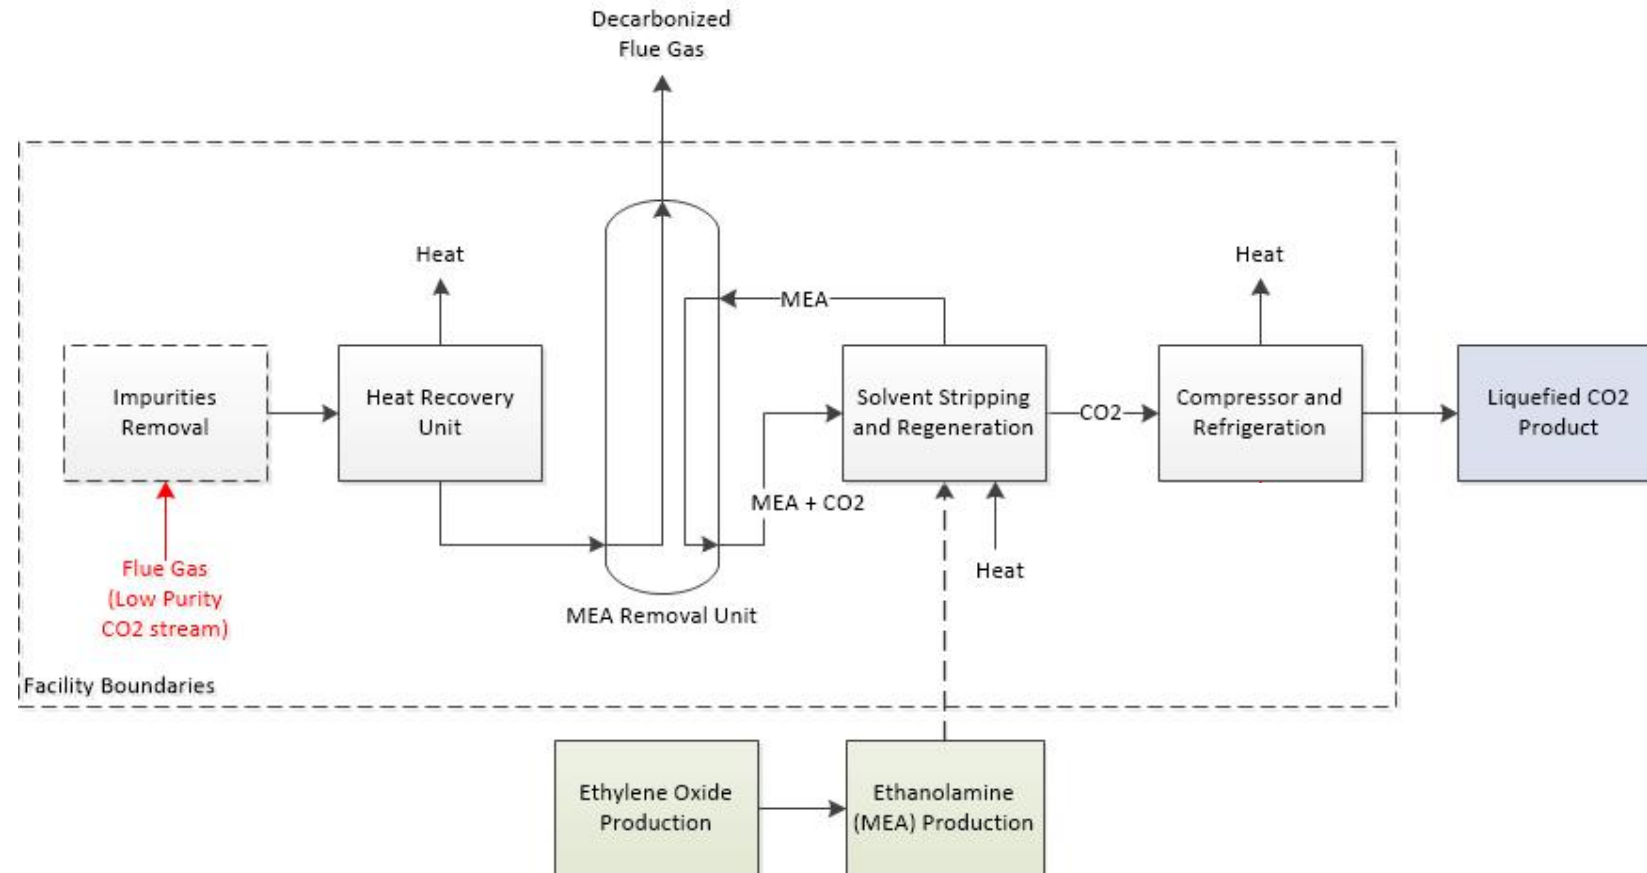 Decarbonized
Flue Gas
Heat
Heat
MEA
Impurities
Removal
Heat Recovery
Unit
Solvent Stripping
and Regeneration
CO2
Compressor and
Refrigeration
Liquefied CO2
Product
MEA + CO2
Flue Gas
(Low Purity
CO2 stream)
Heat
MEA Removal Unit
Facility Boundaries
Ethylene Oxide
Production
Ethanolamine
(MEA) Production